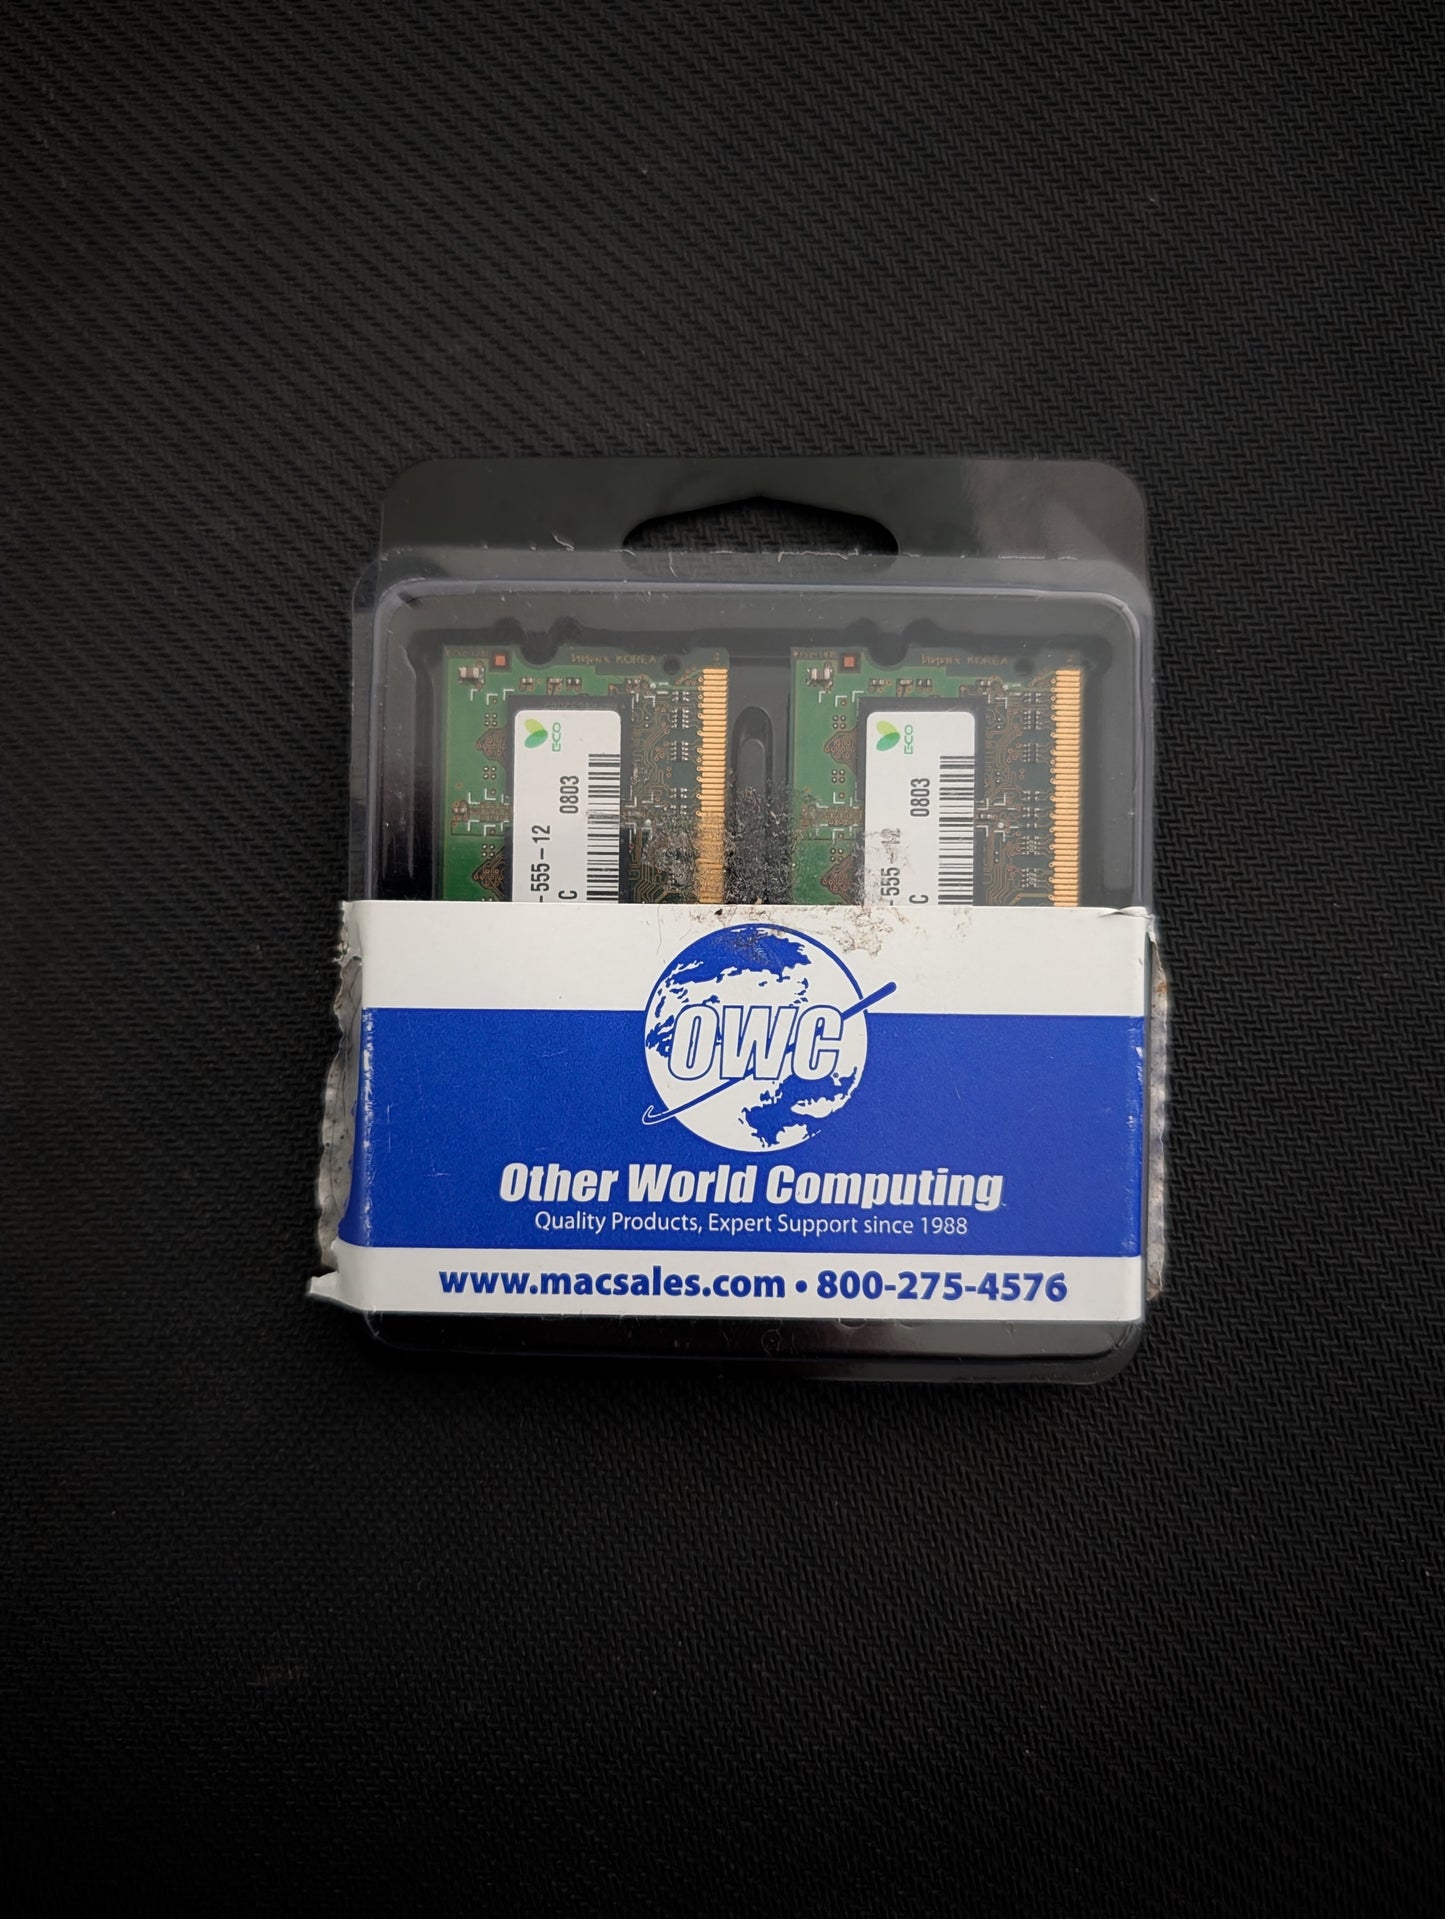 hynix KOREA
hynix KOREA
ECO
0803
-555-12
C
ECO
0803
-555-12
C
OWC
Other World Computing
Quality Products, Expert Support since 1988
www.macsales.com • 800-275-4576